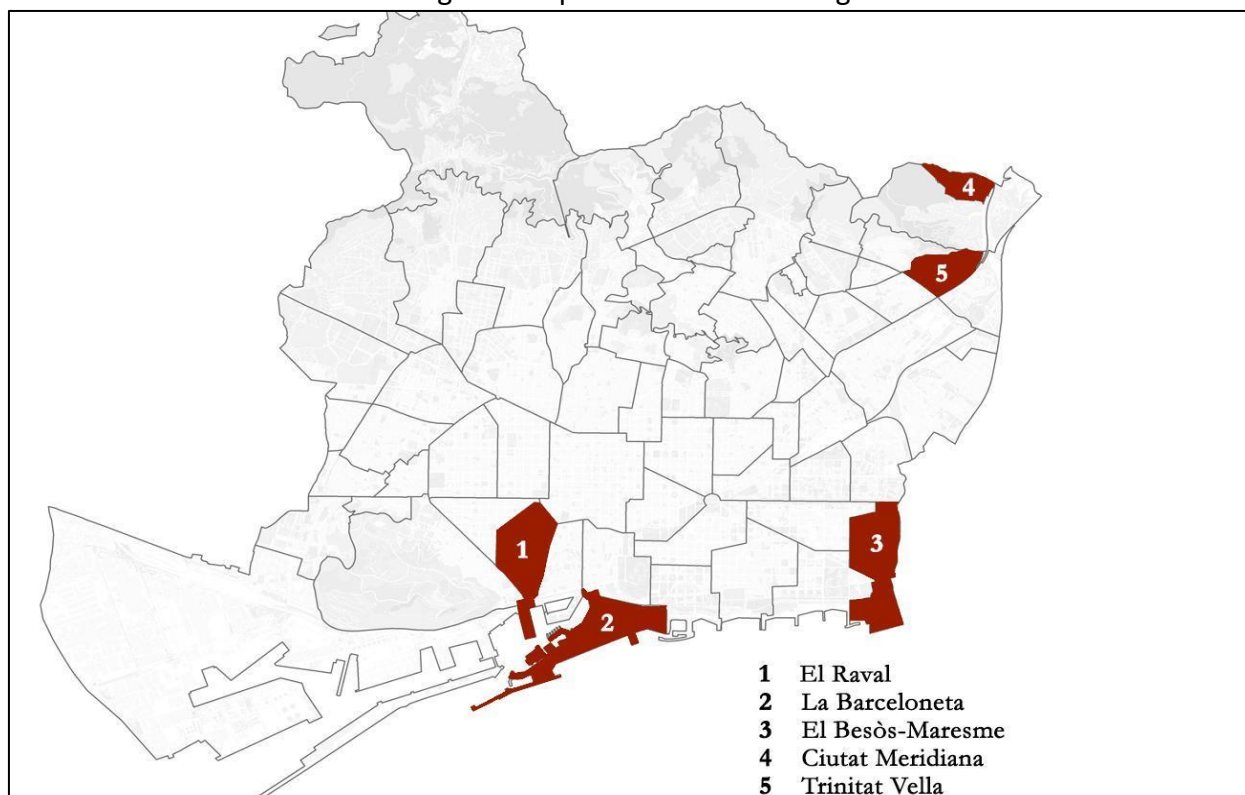 4
5
1
3
2
1 El Raval
2 La Barceloneta
3 El Besòs-Maresme
4 Ciutat Meridiana
5 Trinitat Vella